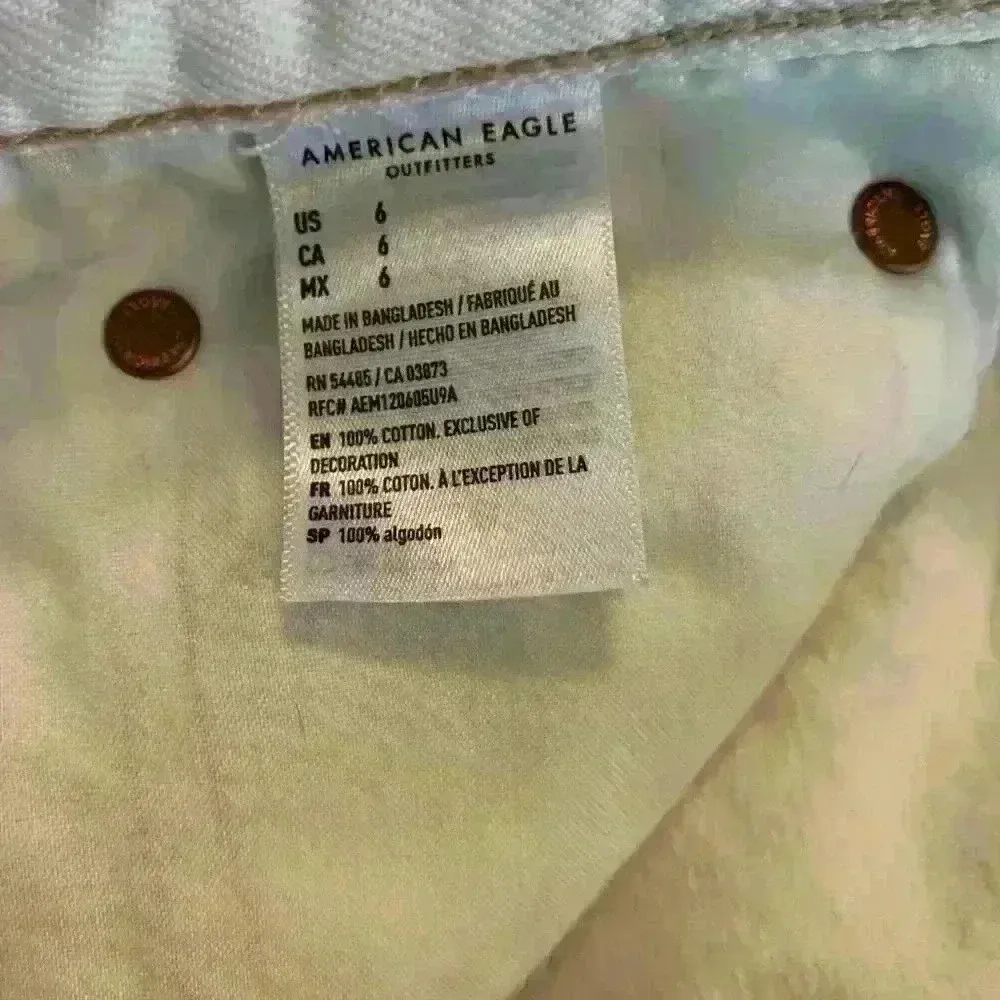 AMERICAN EAGLE
OUTFITTERS
US 6
CA 6
MX 6
MADE IN BANGLADESH / FABRIQUÉ AU
BANGLADESH / HECHO EN BANGLADESH
RN 54485 / CA 03873
RFC# AEM120605U9A
EN 100% COTTON. EXCLUSIVE OF
DECORATION
FR 100% COTON. À L'EXCEPTION DE LA
GARNITURE
SP 100% algodón